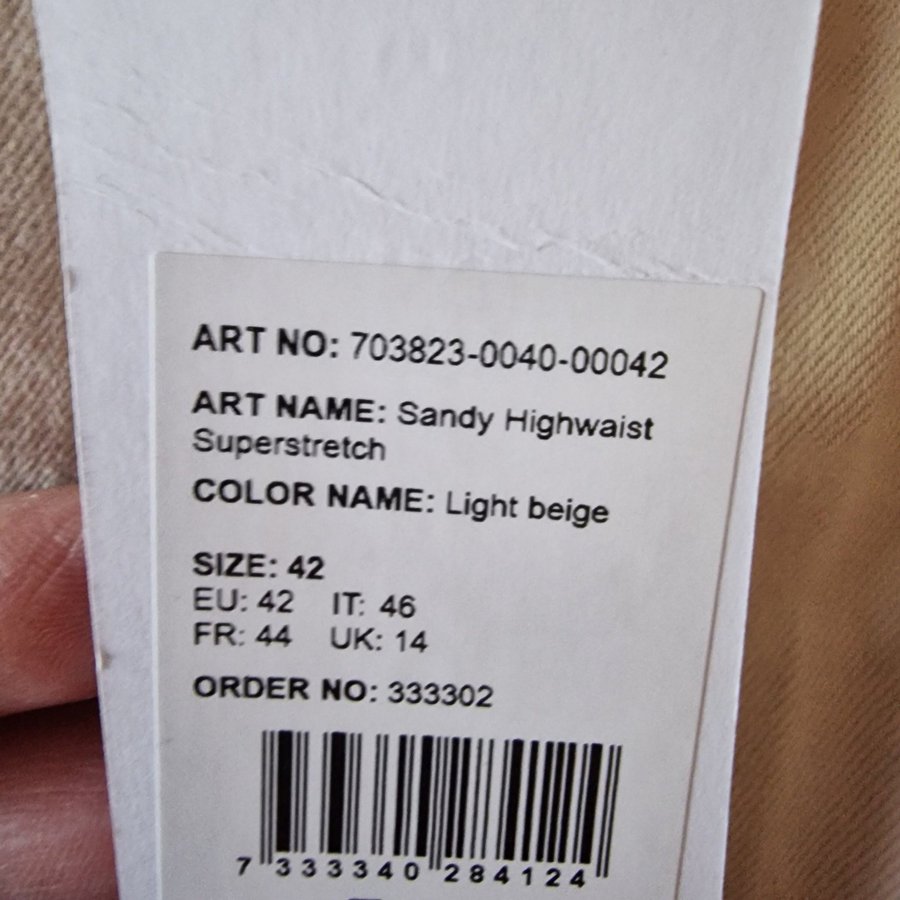 ART NO: 703823-0040-00042
ART NAME: Sandy Highwaist
Superstretch
COLOR NAME: Light beige
SIZE: 42
EU: 42 IT: 46
FR: 44 UK: 14
ORDER NO: 333302
7 333340 284124